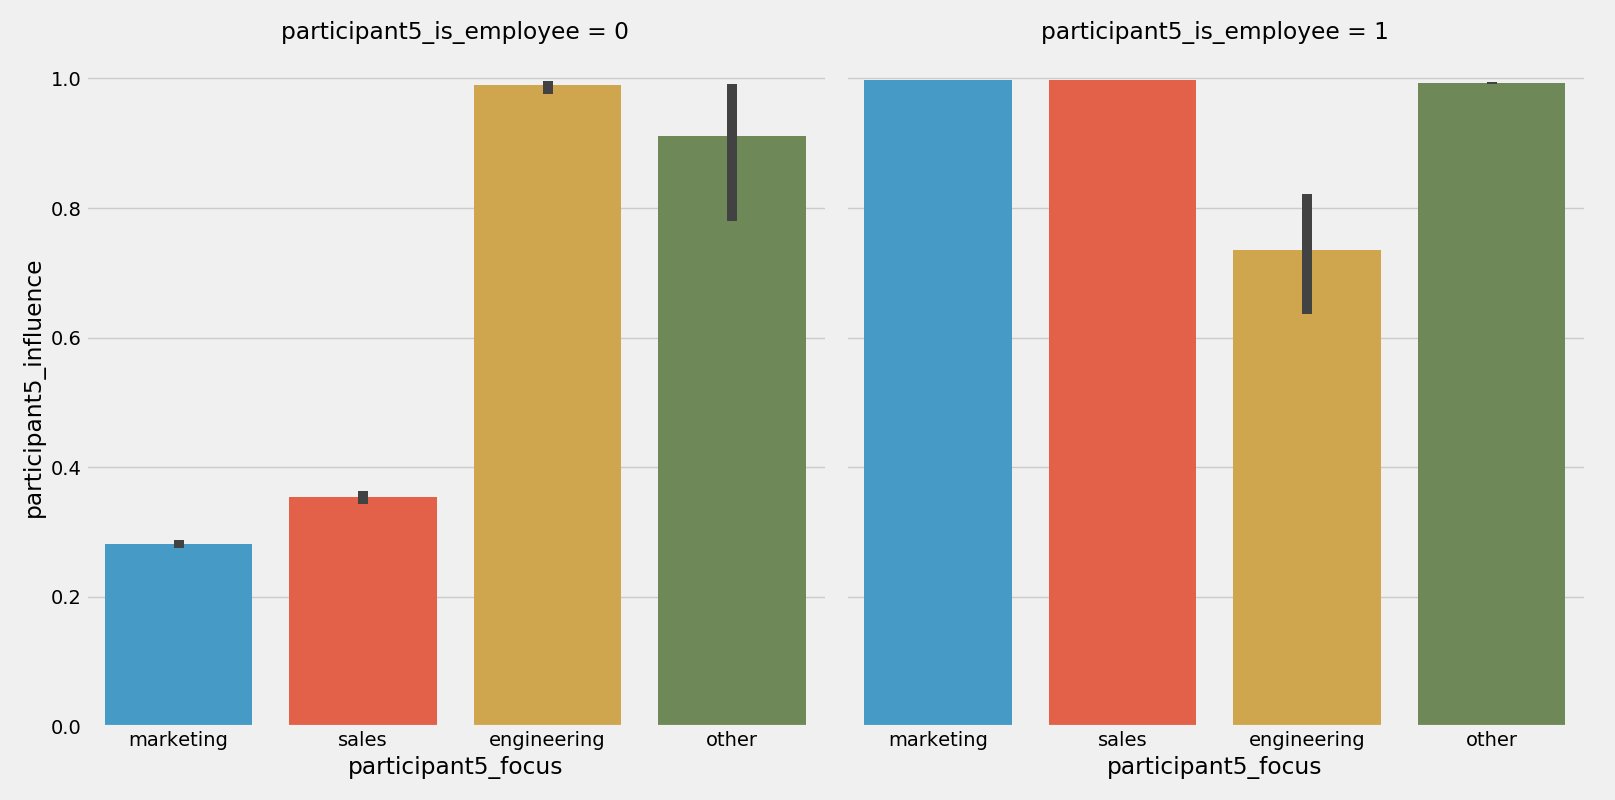 participant5_is_employee = 0
participant5_is_employee = 1
participant5_influence
1.0
0.8
0.6
0.4
0.2
0.0
marketing sales engineering other
marketing sales engineering other
participant5_focus
participant5_focus